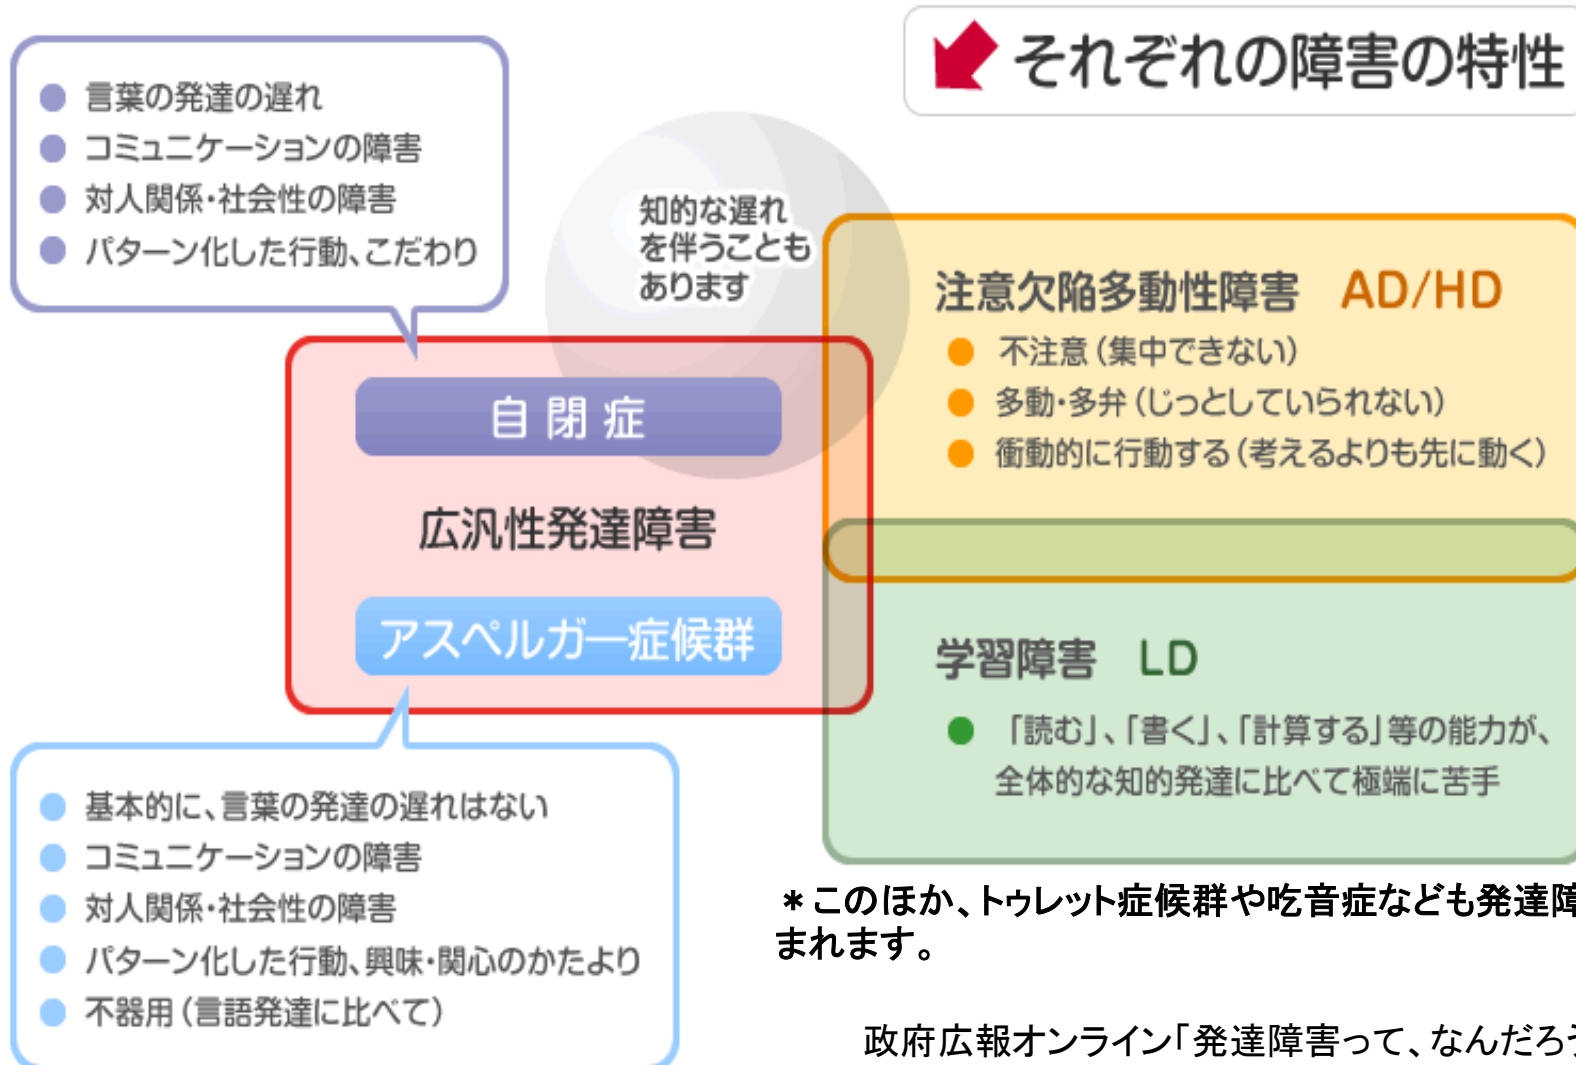 それぞれの障害の特性
言葉の発達の遅れ
コミュニケーションの障害
対人関係・社会性の障害
パターン化した行動、こだわり
知的な遅れ
を伴うことも
あります
自閉症
広汎性発達障害
アスペルガー症候群
基本的に、言葉の発達の遅れはない
コミュニケーションの障害
対人関係・社会性の障害
パターン化した行動、興味・関心のかたより
不器用(言語発達に比べて)
注意欠陥多動性障害 AD/HD
不注意(集中できない)
多動・多弁(じっとしていられない)
衝動的に行動する(考えるよりも先に動く)
学習障害 LD
「読む」、「書く」、「計算する」等の能力が、
全体的な知的発達に比べて極端に苦手
＊このほか、トゥレット症候群や吃音症なども発達障
まれます。
政府広報オンライン「発達障害って、なんだろう